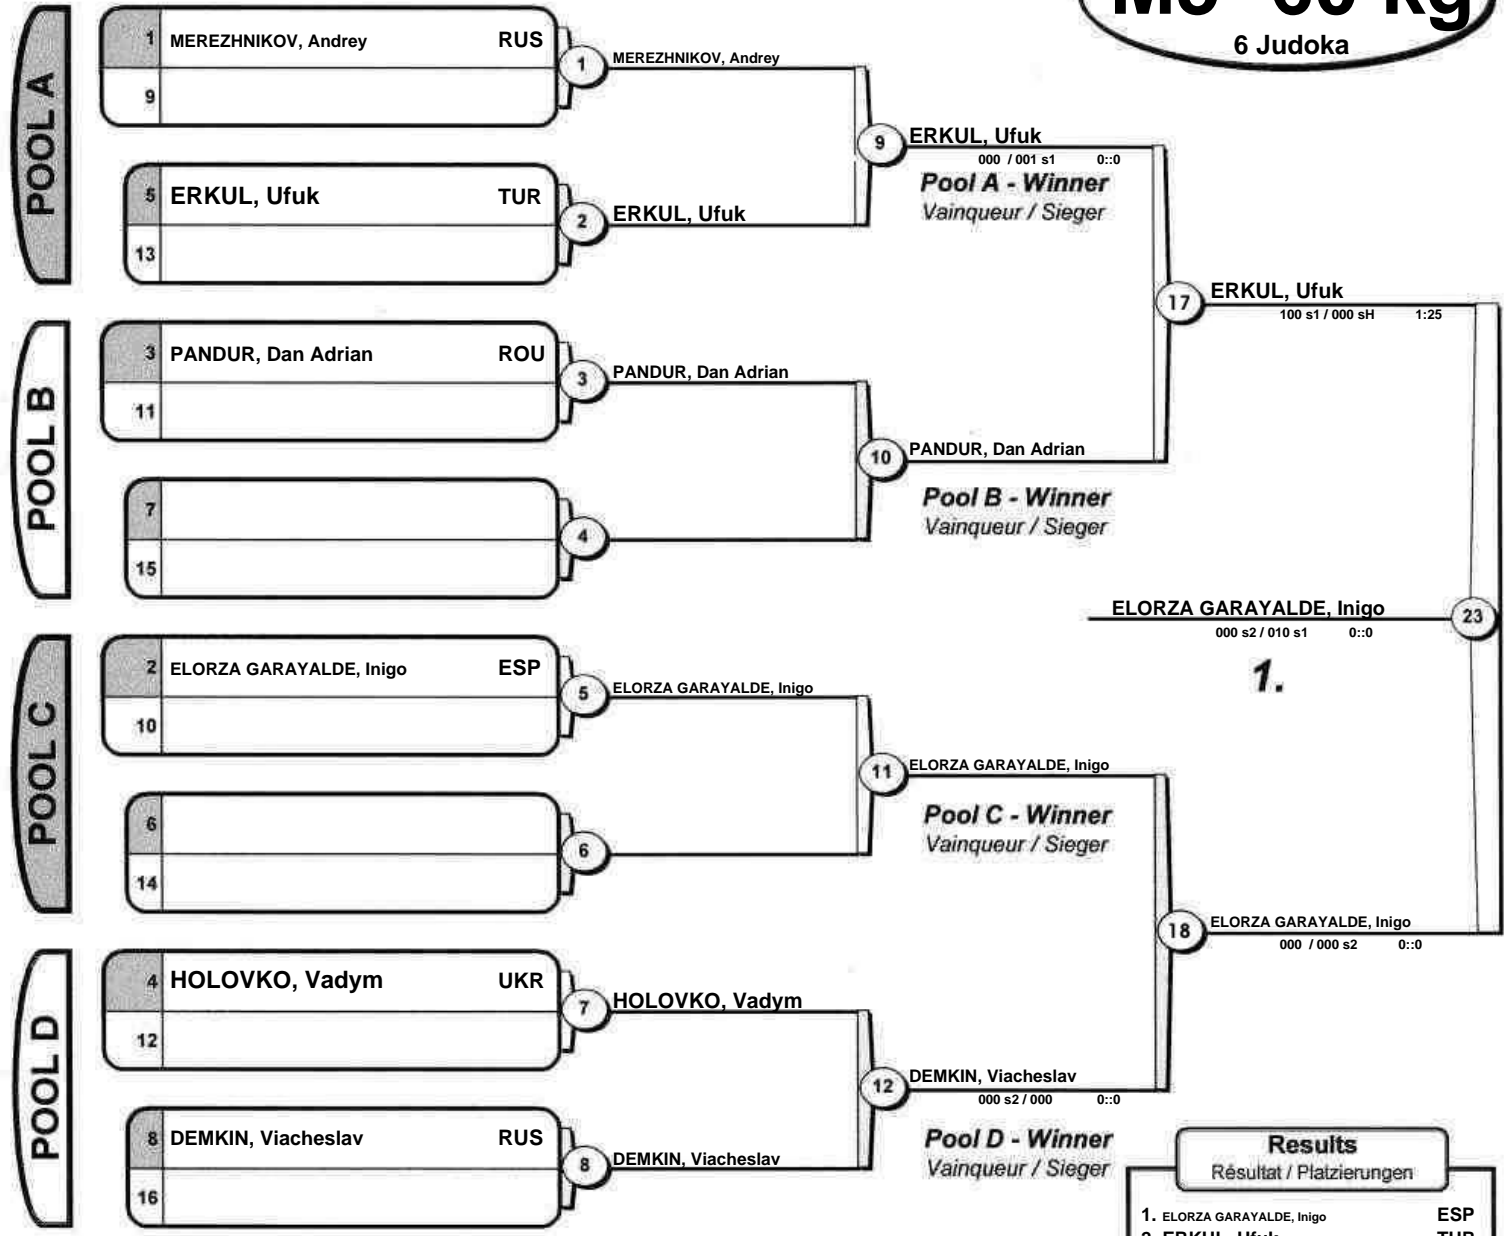 Mo -60 kg
6 Judoka
POOL A
1 MEREZHNIKOV, Andrey RUS
9
5 ERKUL, Ufuk TUR
13
1 MEREZHNIKOV, Andrey
2 ERKUL, Ufuk
9 ERKUL, Ufuk
000 / 001 s1 0::0
Pool A - Winner
Vainqueur / Sieger
POOL B
3 PANDUR, Dan Adrian ROU
11
7
15
3 PANDUR, Dan Adrian
4
10 PANDUR, Dan Adrian
Pool B - Winner
Vainqueur / Sieger
17 ERKUL, Ufuk
100 s1 / 000 sH 1:25
ELORZA GARAYALDE, Inigo 23
000 s2 / 010 s1 0::0
1.
POOL C
2 ELORZA GARAYALDE, Inigo ESP
10
6
14
5 ELORZA GARAYALDE, Inigo
6
11 ELORZA GARAYALDE, Inigo
Pool C - Winner
Vainqueur / Sieger
18 ELORZA GARAYALDE, Inigo
000 / 000 s2 0::0
POOL D
4 HOLOVKO, Vadym UKR
12
8 DEMKIN, Viacheslav RUS
16
7 HOLOVKO, Vadym
8 DEMKIN, Viacheslav
12 DEMKIN, Viacheslav
000 s2 / 000 0::0
Pool D - Winner
Vainqueur / Sieger
Results
Résultat / Platzierungen
1. ELORZA GARAYALDE, Inigo ESP
2. ERKUL, Ufuk TUR